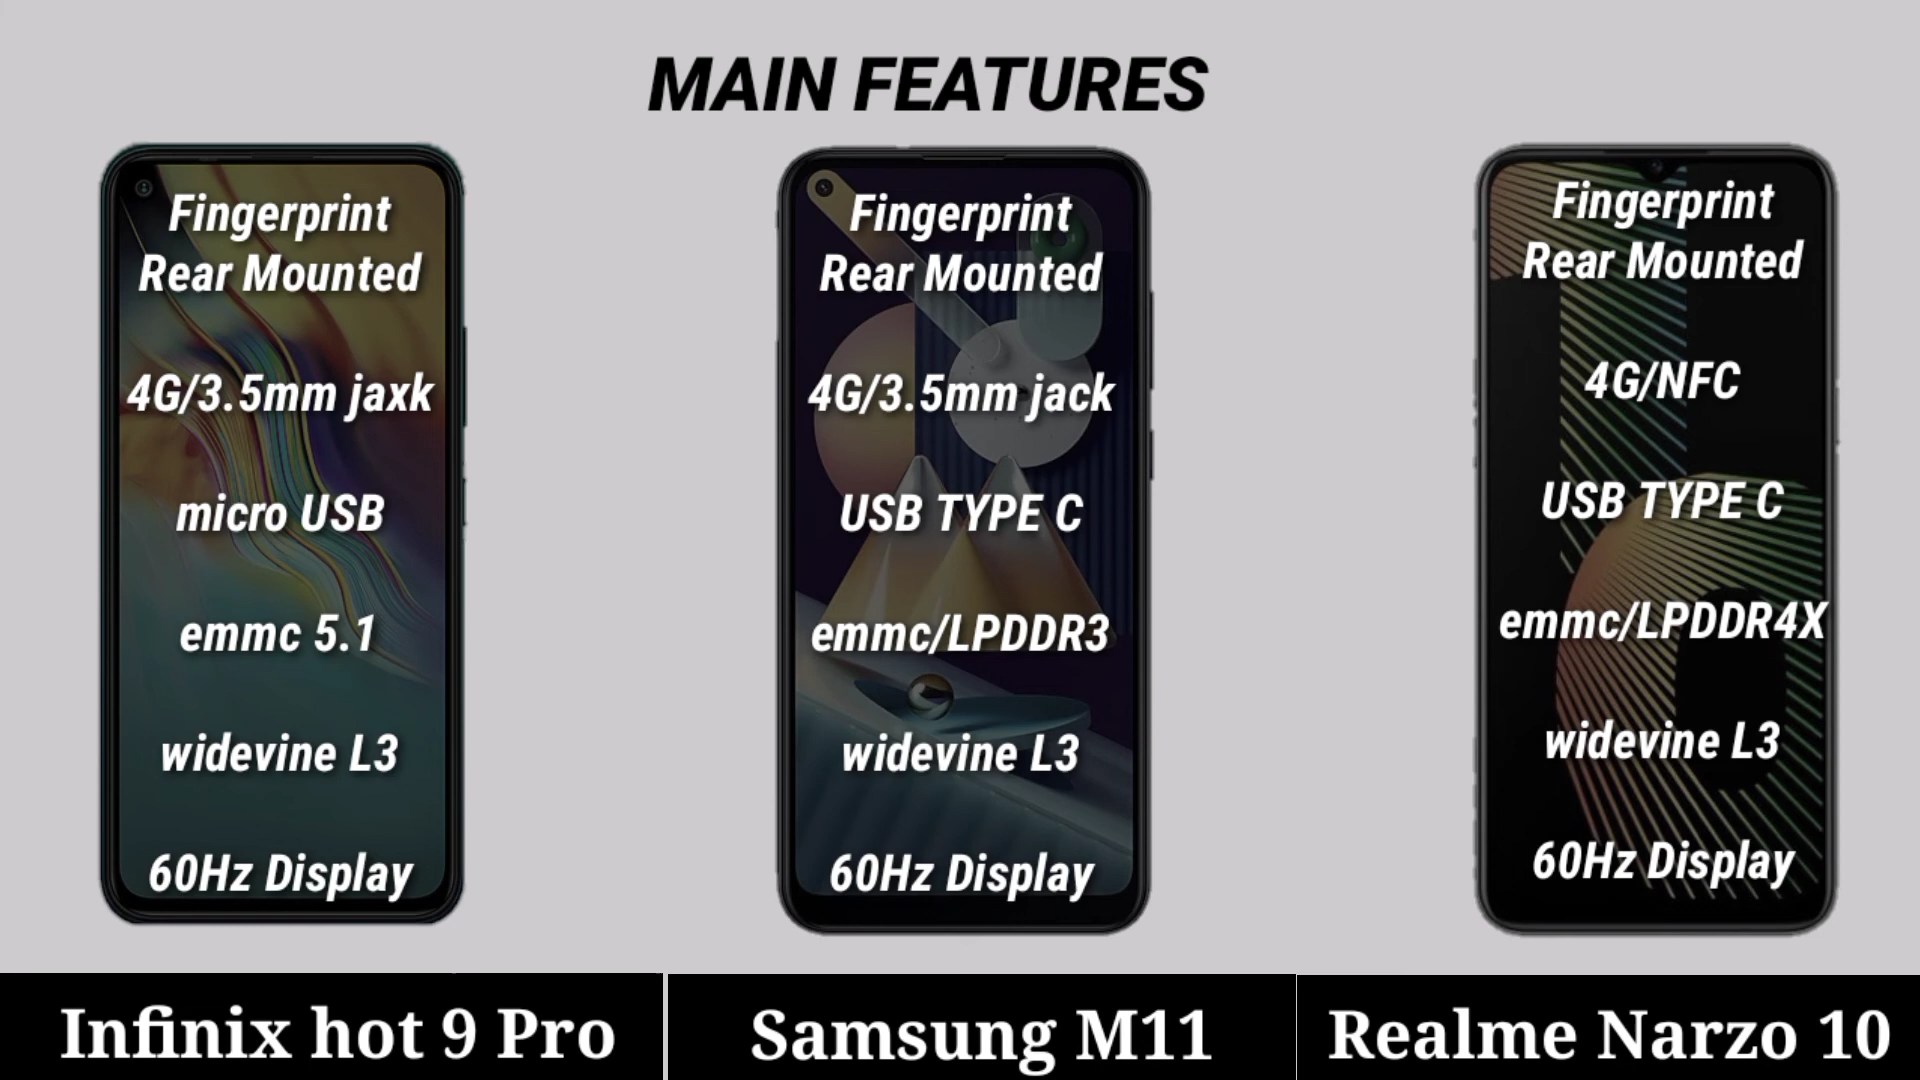 MAIN FEATURES
Fingerprint
Rear Mounted
4G/3.5mm jaxk
micro USB
emmc 5.1
widevine L3
60Hz Display
Fingerprint
Rear Mounted
4G/3.5mm jack
USB TYPE C
emmc/LPDDR3
widevine L3
60Hz Display
Fingerprint
Rear Mounted
4G/NFC
USB TYPE C
emmc/LPDDR4X
widevine L3
60Hz Display
Infinix hot 9 Pro
Samsung M11
Realme Narzo 10